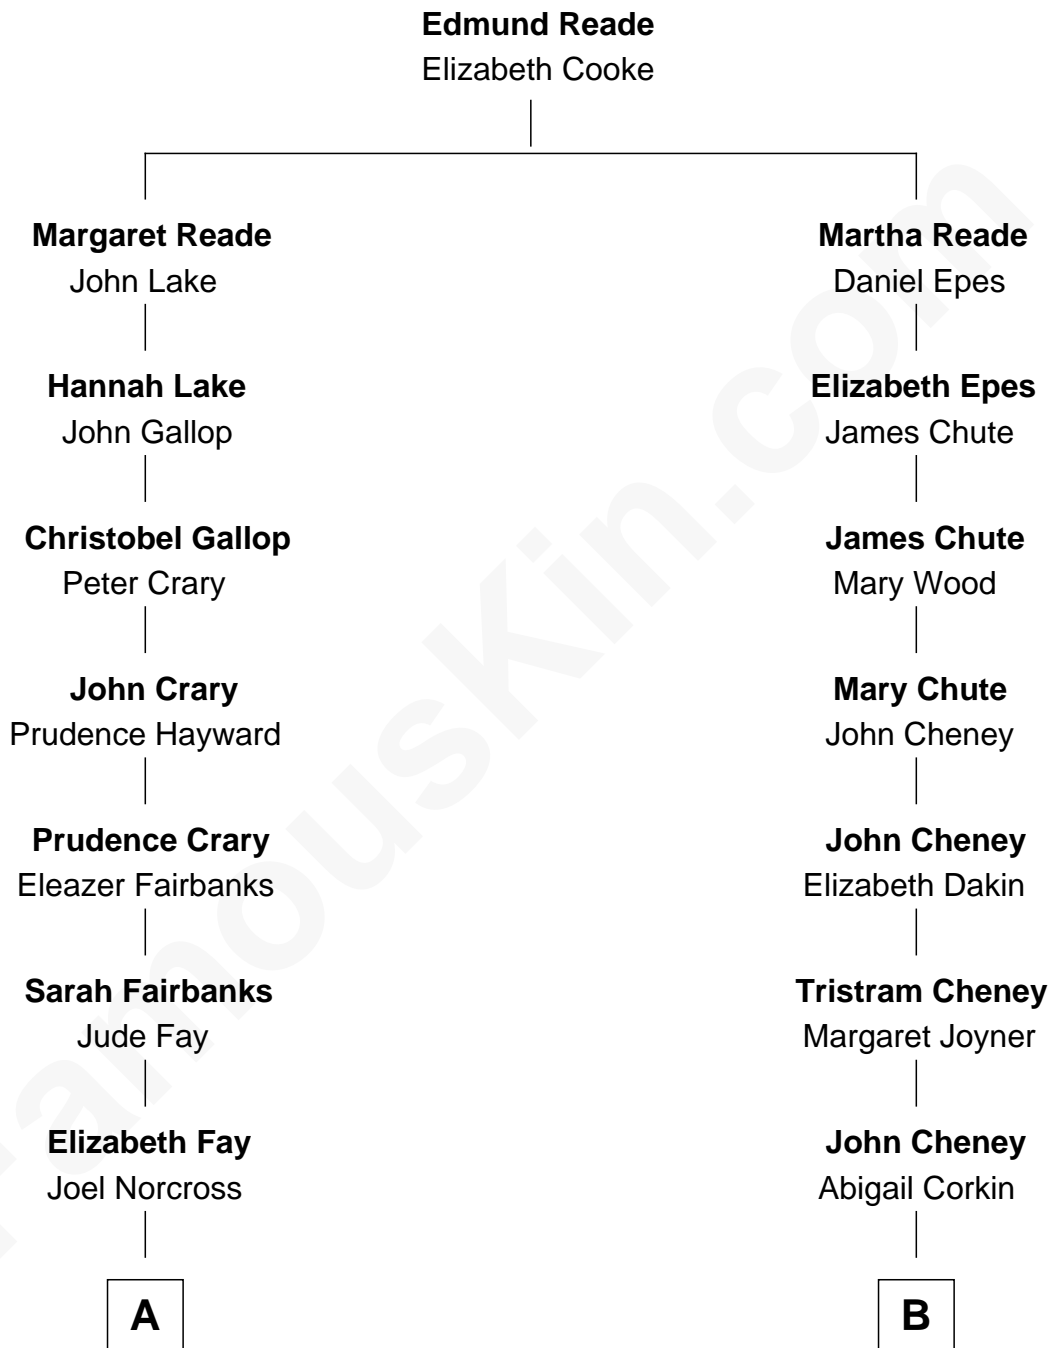 Edmund Reade
Elizabeth Cooke
Margaret Reade
John Lake
Hannah Lake
John Gallop
Christobel Gallop
Peter Crary
John Crary
Prudence Hayward
Prudence Crary
Eleazer Fairbanks
Sarah Fairbanks
Jude Fay
Elizabeth Fay
Joel Norcross
A
Martha Reade
Daniel Epes
Elizabeth Epes
James Chute
James Chute
Mary Wood
Mary Chute
John Cheney
John Cheney
Elizabeth Dakin
Tristram Cheney
Margaret Joyner
John Cheney
Abigail Corkin
B
FamousKin.com